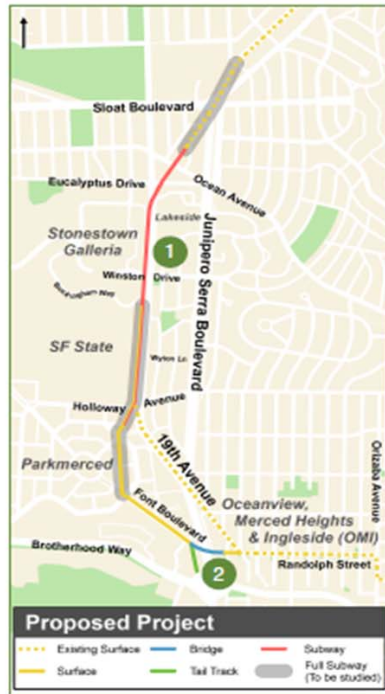 Sloat Boulevard
Eucalyptus Drive
Ocean Avenue
Lakeside
Stonestown
Galleria
1
Junipero Serra Boulevard
Winston Drive
Buckingham Way
SF State
Wyton Ln
Holloway Avenue
19th Avenue
Parkmerced
Orizaba Avenue
Font Boulevard
Oceanview,
Merced Heights
& Ingleside (OMI)
Brotherhood Way
Randolph Street
2
Proposed Project
Existing Surface
Bridge
Subway
Surface
Tail Track
Full Subway
(To be studied)